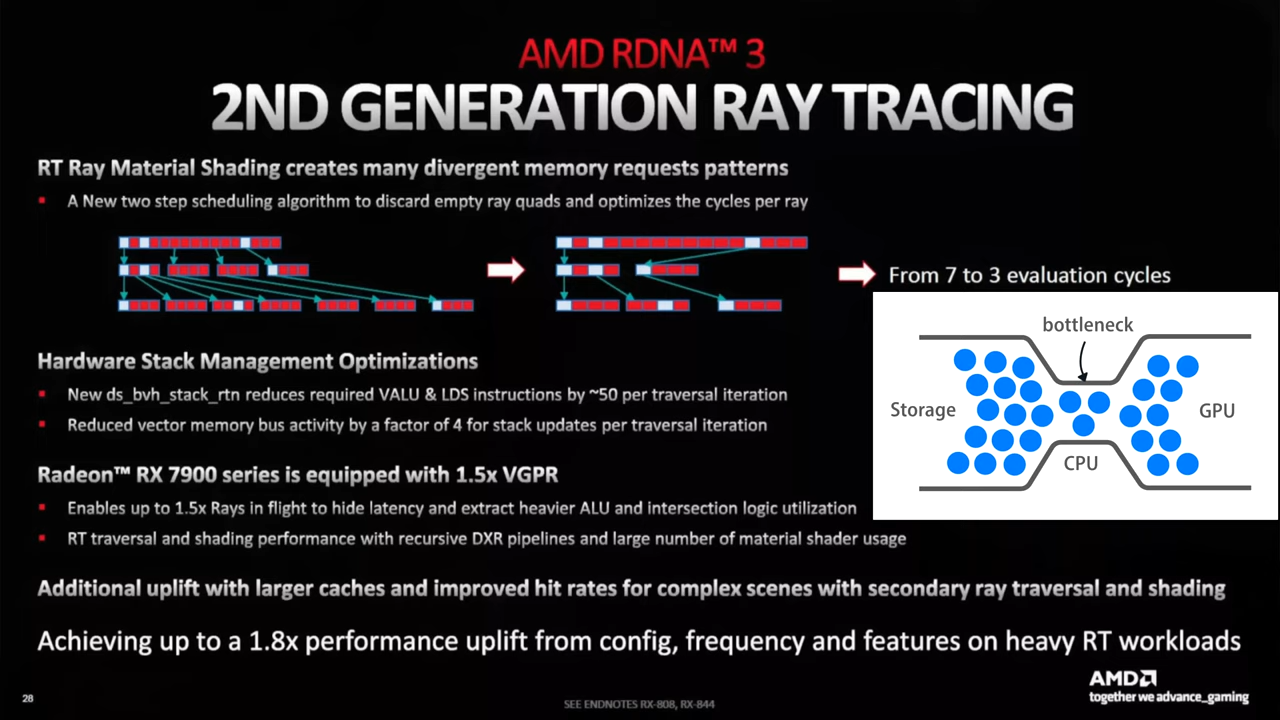 AMD RDNA™ 3
2ND GENERATION RAY TRACING
RT Ray Material Shading creates many divergent memory requests patterns
A New two step scheduling algorithm to discard empty ray quads and optimizes the cycles per ray
From 7 to 3 evaluation cycles
bottleneck
Storage
GPU
CPU
Hardware Stack Management Optimizations
New ds_bvh_stack_rtn reduces required VALU & LDS instructions by ~50 per traversal iteration
Reduced vector memory bus activity by a factor of 4 for stack updates per traversal iteration
Radeon™ RX 7900 series is equipped with 1.5x VGPR
Enables up to 1.5x Rays in flight to hide latency and extract heavier ALU and intersection logic utilization
RT traversal and shading performance with recursive DXR pipelines and large number of material shader usage
Additional uplift with larger caches and improved hit rates for complex scenes with secondary ray traversal and shading
Achieving up to a 1.8x performance uplift from config, frequency and features on heavy RT workloads
AMD
together we advance_gaming
28
SEE ENDNOTES RX-808, RX-844